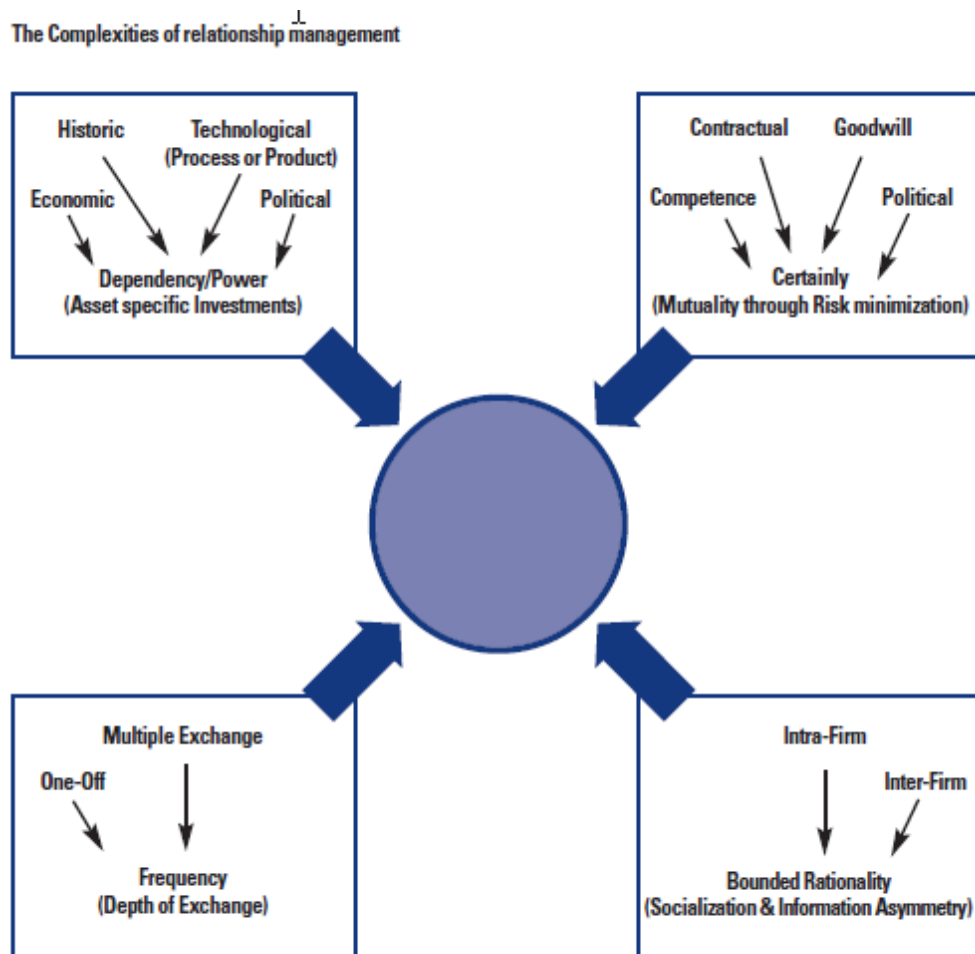 The Complexities of relationship management
Historic
Technological
(Process or Product)
Economic
Political
Dependency/Power
(Asset specific Investments)
Contractual
Goodwill
Competence
Political
Certainly
(Mutuality through Risk minimization)
Multiple Exchange
One-Off
Frequency
(Depth of Exchange)
Intra-Firm
Inter-Firm
Bounded Rationality
(Socialization & Information Asymmetry)